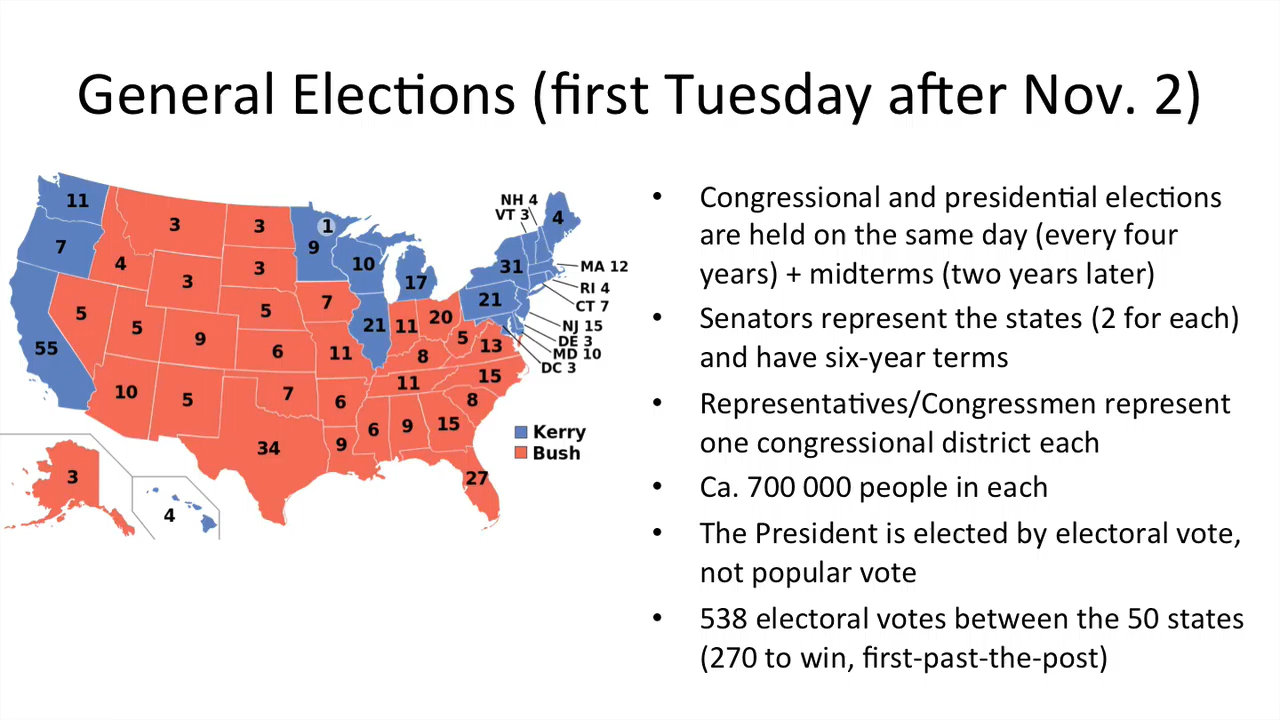 General Elections (first Tuesday after Nov. 2)
11
7
55
3
4
3
5
5
9
10
5
3
3
5
6
7
34
1
9
7
11
6
9
10
21
17
11
20
8
11
6
9
15
27
5
13
15
8
21
31
4
NH 4
VT 3
MA 12
RI 4
CT 7
NJ 15
DE 3
MD 10
DC 3
3
4
Kerry
Bush
• Congressional and presidential elections
are held on the same day (every four
years) + midterms (two years later)
• Senators represent the states (2 for each)
and have six-year terms
• Representatives/Congressmen represent
one congressional district each
• Ca. 700 000 people in each
• The President is elected by electoral vote,
not popular vote
• 538 electoral votes between the 50 states
(270 to win, first-past-the-post)